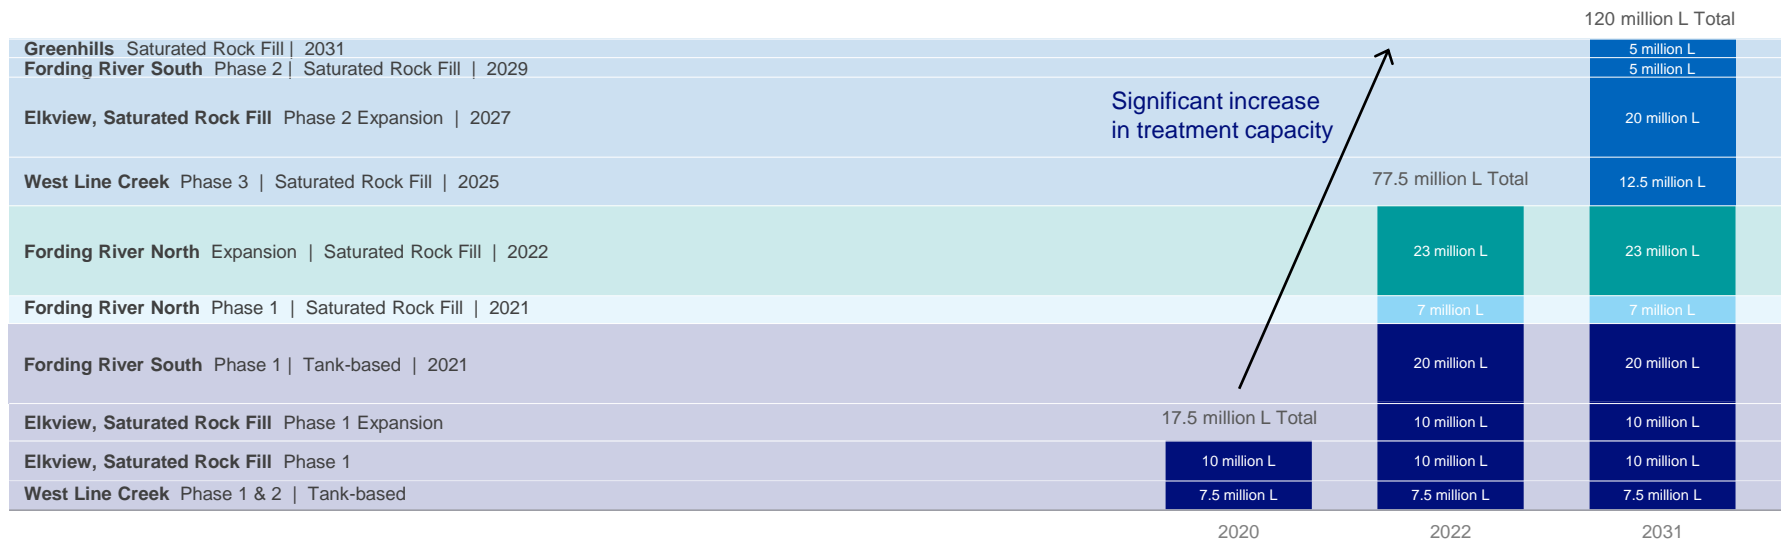 120 million L Total
Greenhills Saturated Rock Fill | 2031
5 million L
Fording River South Phase 2 | Saturated Rock Fill | 2029
5 million L
Significant increase
in treatment capacity
Elkview, Saturated Rock Fill Phase 2 Expansion | 2027
20 million L
West Line Creek Phase 3 | Saturated Rock Fill | 2025
77.5 million L Total
12.5 million L
Fording River North Expansion | Saturated Rock Fill | 2022
23 million L
23 million L
Fording River North Phase 1 | Saturated Rock Fill | 2021
7 million L
7 million L
Fording River South Phase 1 | Tank-based | 2021
20 million L
20 million L
17.5 million L Total
Elkview, Saturated Rock Fill Phase 1 Expansion
10 million L
10 million L
Elkview, Saturated Rock Fill Phase 1
10 million L
10 million L
10 million L
West Line Creek Phase 1 & 2 | Tank-based
7.5 million L
7.5 million L
7.5 million L
2020
2022
2031